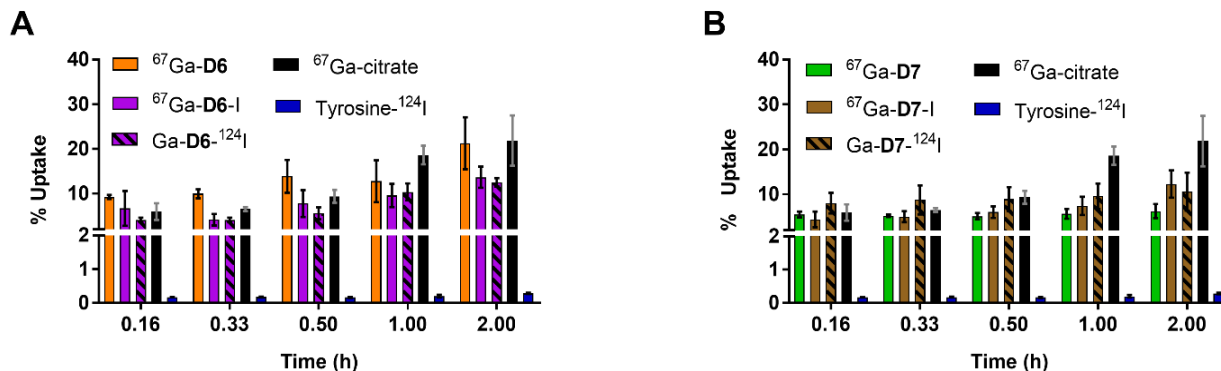 A
% Uptake
40
30
20
10
2
1
0
⁶⁷Ga-D6
⁶⁷Ga-D6-I
Ga-D6-¹²⁴I
⁶⁷Ga-citrate
Tyrosine-¹²⁴I
0.16 0.33 0.50 1.00 2.00
Time (h)
B
% Uptake
40
30
20
10
2
1
0
⁶⁷Ga-D7
⁶⁷Ga-D7-I
Ga-D7-¹²⁴I
⁶⁷Ga-citrate
Tyrosine-¹²⁴I
0.16 0.33 0.50 1.00 2.00
Time (h)